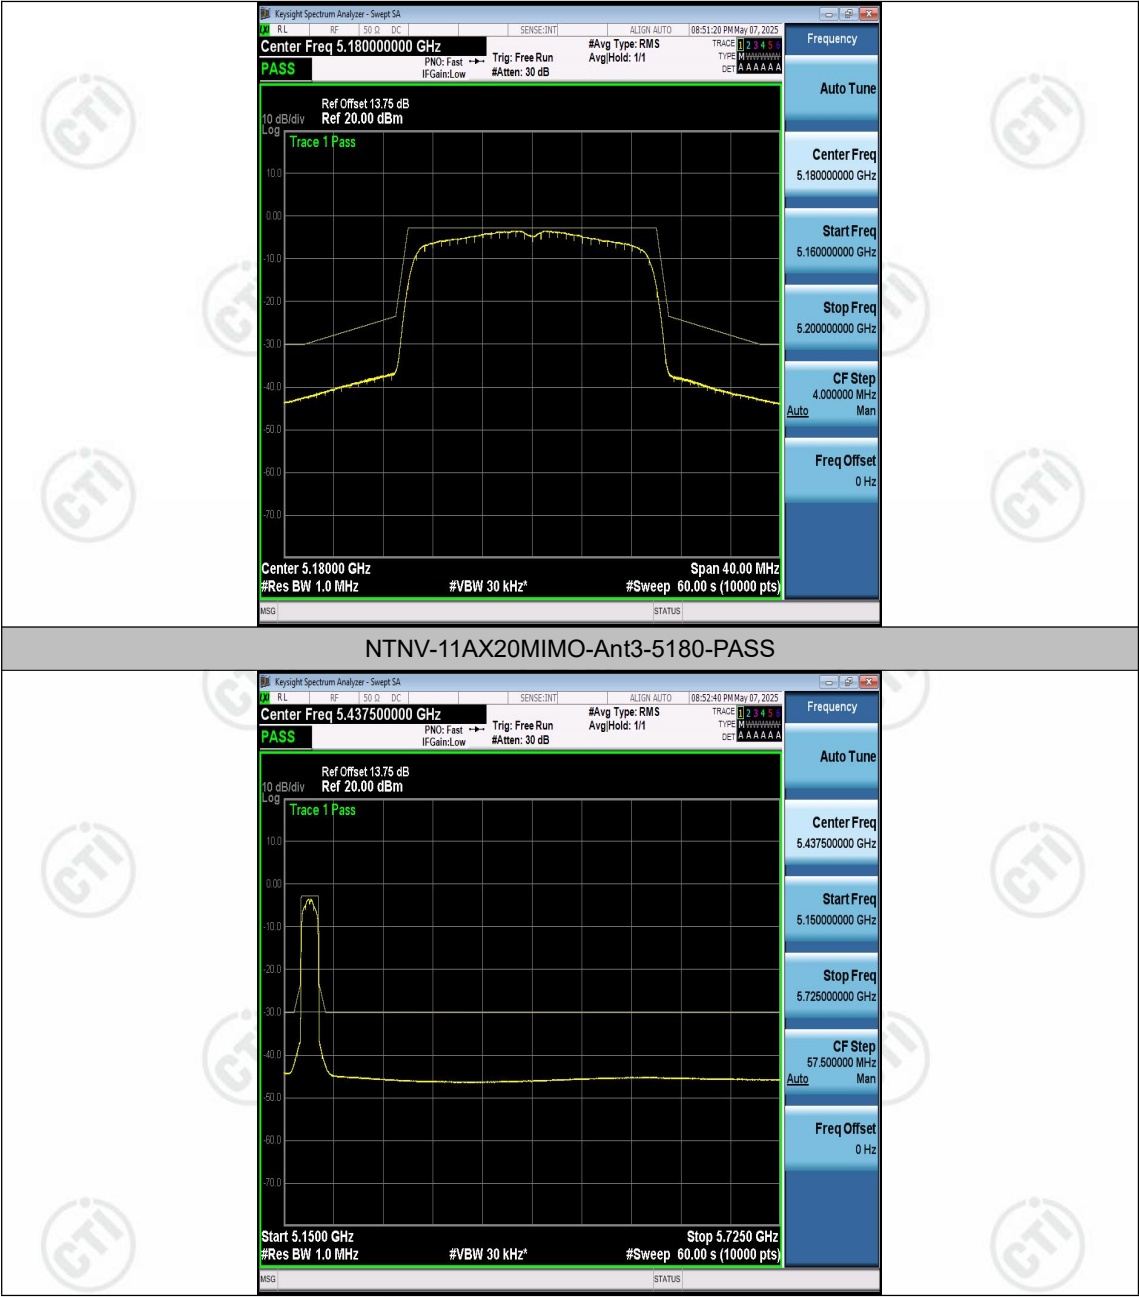 Keysight Spectrum Analyzer - Swept SA
RL RF 50 Ω DC SENSE:INT ALIGN AUTO 08:51:20 PM May 07, 2025
Center Freq 5.180000000 GHz
PASS
PNO: Fast
IFGain:Low
Trig: Free Run
#Atten: 30 dB
#Avg Type: RMS
Avg|Hold: 1/1
TRACE 1 2 3 4 5 6
TYPE M
DET A A A A A A
Ref Offset 13.75 dB
10 dB/div Ref 20.00 dBm
Log
Trace 1 Pass
10.0
0.00
-10.0
-20.0
-30.0
-40.0
-50.0
-60.0
-70.0
Center 5.18000 GHz Span 40.00 MHz
#Res BW 1.0 MHz #VBW 30 kHz* #Sweep 60.00 s (10000 pts)
MSG STATUS
Frequency
Auto Tune
Center Freq
5.180000000 GHz
Start Freq
5.160000000 GHz
Stop Freq
5.200000000 GHz
CF Step
4.000000 MHz
Auto Man
Freq Offset
0 Hz
NTNV-11AX20MIMO-Ant3-5180-PASS
Keysight Spectrum Analyzer - Swept SA
RL RF 50 Ω DC SENSE:INT ALIGN AUTO 08:52:40 PM May 07, 2025
Center Freq 5.437500000 GHz
PASS
PNO: Fast
IFGain:Low
Trig: Free Run
#Atten: 30 dB
#Avg Type: RMS
Avg|Hold: 1/1
TRACE 1 2 3 4 5 6
TYPE M
DET A A A A A A
Ref Offset 13.75 dB
10 dB/div Ref 20.00 dBm
Log
Trace 1 Pass
10.0
0.00
-10.0
-20.0
-30.0
-40.0
-50.0
-60.0
-70.0
Start 5.1500 GHz Stop 5.7250 GHz
#Res BW 1.0 MHz #VBW 30 kHz* #Sweep 60.00 s (10000 pts)
MSG STATUS
Frequency
Auto Tune
Center Freq
5.437500000 GHz
Start Freq
5.150000000 GHz
Stop Freq
5.725000000 GHz
CF Step
57.500000 MHz
Auto Man
Freq Offset
0 Hz
CTI
CTI
CTI
CTI
CTI
CTI
CTI
CTI
CTI
CTI
CTI
CTI